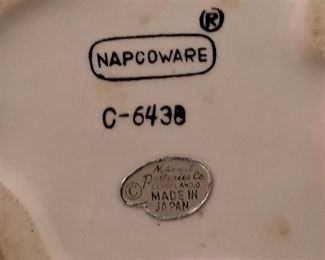 ®
NAPCOWARE
C-6438
©
National
Potteries Co
CLEVELAND.O
MADE IN
JAPAN